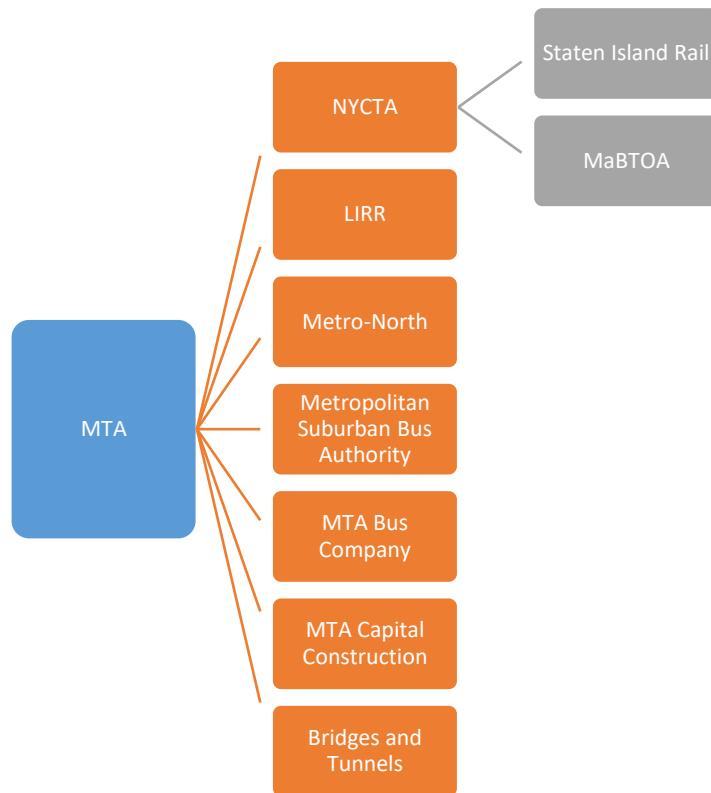 Staten Island Rail
NYCTA
MaBTOA
LIRR
Metro-North
MTA
Metropolitan
Suburban Bus
Authority
MTA Bus
Company
MTA Capital
Construction
Bridges and
Tunnels